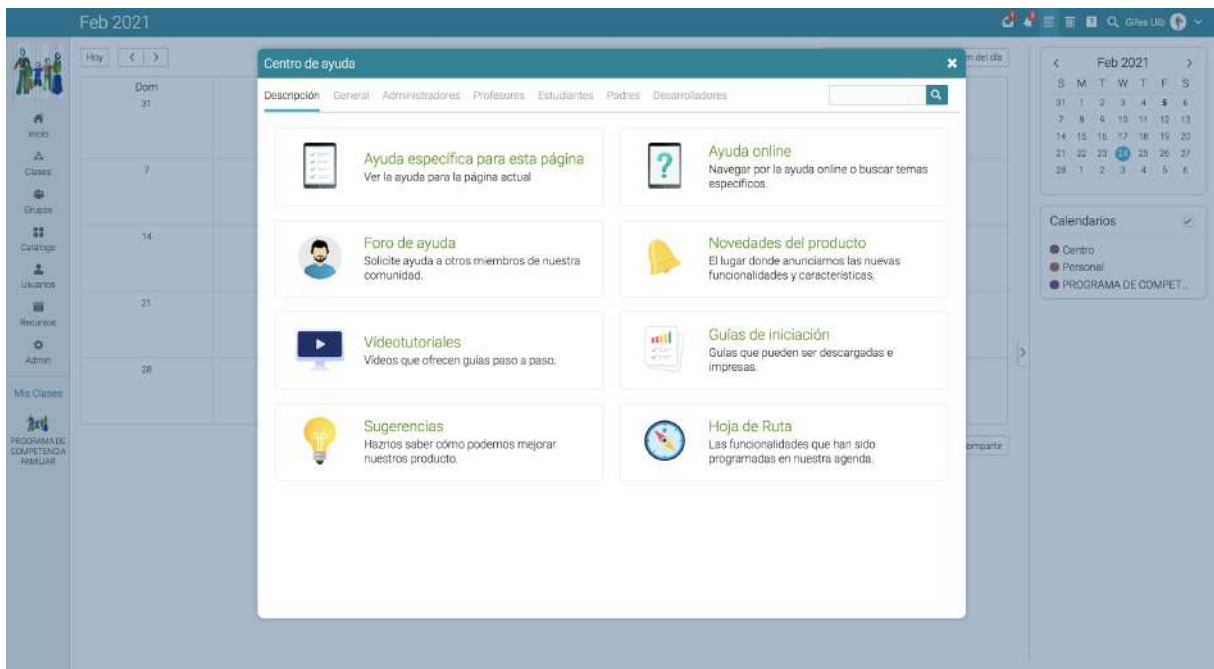 Feb 2021
Gifes Uib
Hoy
n del día
Dom
31
7
14
21
28
Inicio
Clases
Grupos
Catálogo
Usuarios
Recursos
Admin
Mis Clases
PROGRAMA DE
COMPETENCIA
FAMILIAR
Centro de ayuda
Descripción General Administradores Profesores Estudiantes Padres Desarrolladores
Ayuda específica para esta página
Ver la ayuda para la página actual
Ayuda online
Navegar por la ayuda online o buscar temas
específicos.
Foro de ayuda
Solicite ayuda a otros miembros de nuestra
comunidad.
Novedades del producto
El lugar donde anunciamos las nuevas
funcionalidades y características.
Vídeotutoriales
Vídeos que ofrecen guías paso a paso.
Guías de iniciación
Guías que pueden ser descargadas e
impresas.
Sugerencias
Haznos saber cómo podemos mejorar
nuestros producto.
Hoja de Ruta
Las funcionalidades que han sido
programadas en nuestra agenda.
ompartir
Feb 2021
S M T W T F S
31 1 2 3 4 5 6
7 8 9 10 11 12 13
14 15 16 17 18 19 20
21 22 23 24 25 26 27
28 1 2 3 4 5 6
Calendarios
Centro
Personal
PROGRAMA DE COMPET...